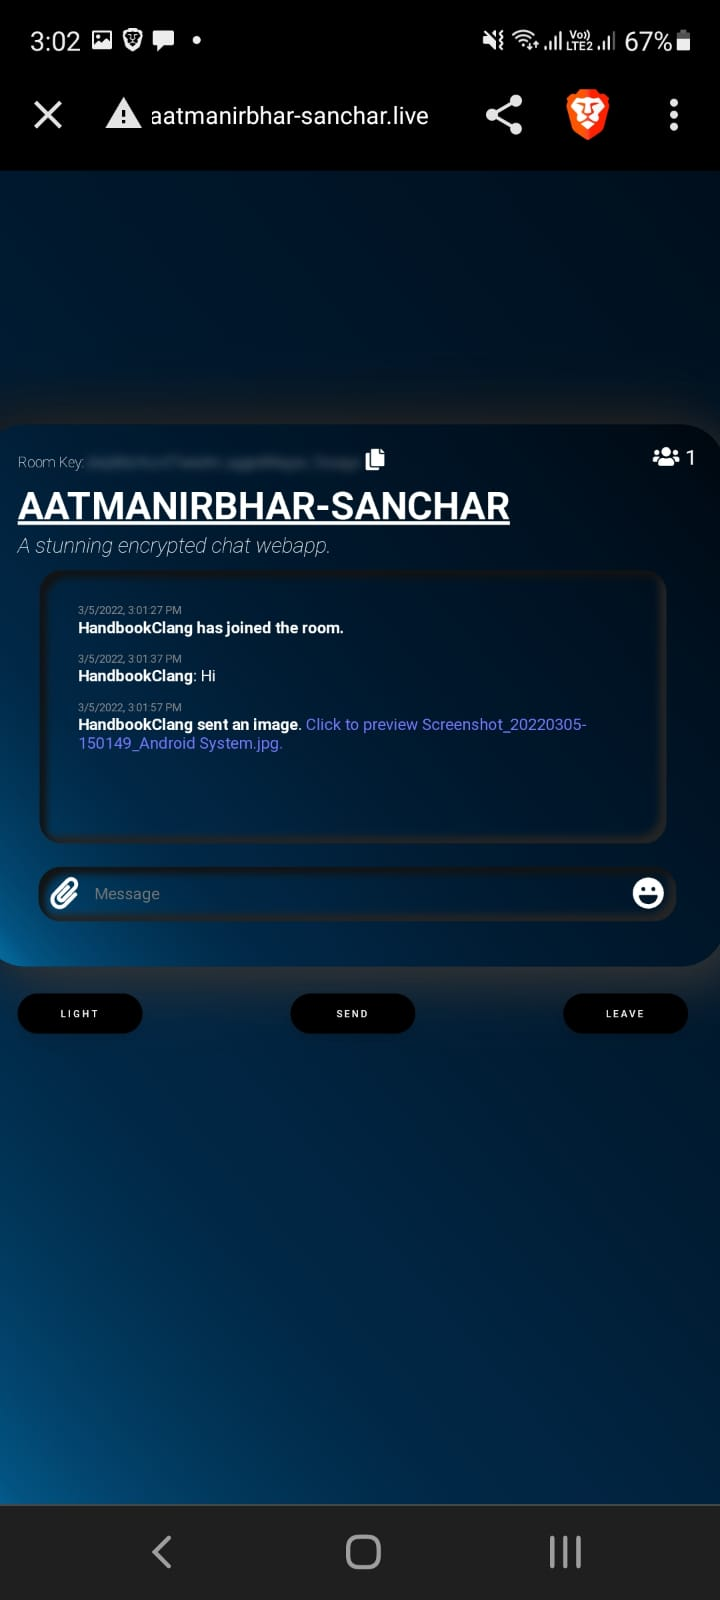 3:02 Vo)) LTE2 67%
aatmanirbhar-sanchar.live
Room Key:
1
AATMANIRBHAR-SANCHAR
A stunning encrypted chat webapp.
3/5/2022, 3:01:27 PM
HandbookClang has joined the room.
3/5/2022, 3:01:37 PM
HandbookClang: Hi
3/5/2022, 3:01:57 PM
HandbookClang sent an image. Click to preview Screenshot_20220305-
150149_Android System.jpg.
Message
LIGHT SEND LEAVE